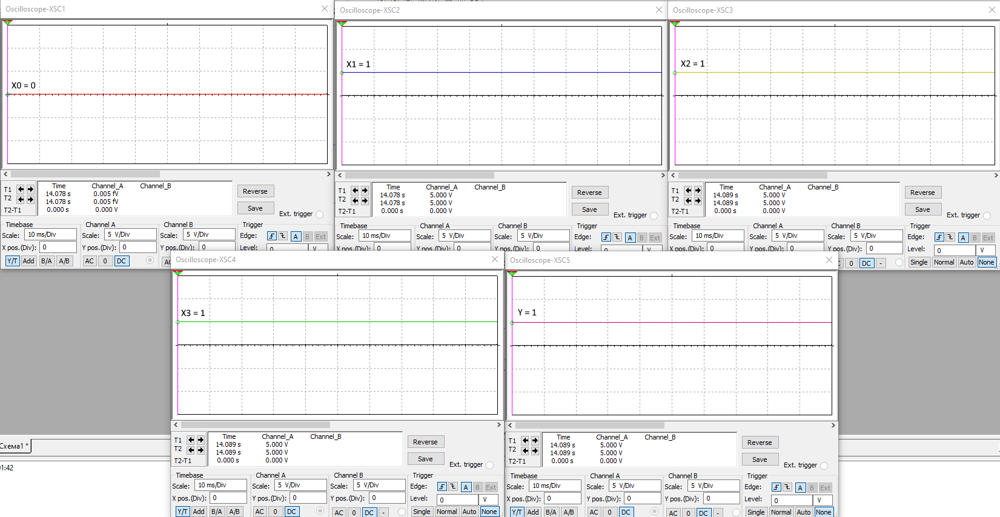 Oscilloscope-XSC1
X0 = 0
Time Channel_A Channel_B
T1 14.078 s 0.005 fV
T2 14.078 s 0.005 fV
T2-T1 0.000 s 0.000 V
Reverse
Save
Ext. trigger
Timebase Channel A Channel B Trigger
Scale: 10 ms/Div Scale: 5 V/Div Scale: 5 V/Div Edge: A B Ext
X pos.(Div): 0 Y pos.(Div): 0 Y pos.(Div): 0 Level: 0 V
Y/T Add B/A A/B AC 0 DC AC
Oscilloscope-XSC2
X1 = 1
Time Channel_A Channel_B
T1 14.078 s 5.000 V
T2 14.078 s 5.000 V
T2-T1 0.000 s 0.000 V
Reverse
Save
Ext. trigger
Timebase Channel A Channel B Trigger
Scale: 10 ms/Div Scale: 5 V/Div Scale: 5 V/Div Edge: A B Ext
X pos.(Div): 0 Y pos.(Div): 0 Y pos.(Div): 0 Level: 0 V
Oscilloscope-XSC3
X2 = 1
Time Channel_A Channel_B
T1 14.089 s 5.000 V
T2 14.089 s 5.000 V
T2-T1 0.000 s 0.000 V
Reverse
Save
Ext. trigger
Timebase Channel A Channel B Trigger
Scale: 10 ms/Div Scale: 5 V/Div Scale: 5 V/Div Edge: A B Ext
X pos.(Div): 0 Y pos.(Div): 0 Y pos.(Div): 0 Level: 0 V
0 DC - Single Normal Auto None
Oscilloscope-XSC4
X3 = 1
Time Channel_A Channel_B
T1 14.089 s 5.000 V
T2 14.089 s 5.000 V
T2-T1 0.000 s 0.000 V
Reverse
Save
Ext. trigger
Timebase Channel A Channel B Trigger
Scale: 10 ms/Div Scale: 5 V/Div Scale: 5 V/Div Edge: A B Ext
X pos.(Div): 0 Y pos.(Div): 0 Y pos.(Div): 0 Level: 0 V
Y/T Add B/A A/B AC 0 DC AC 0 DC - Single Normal Auto None
Oscilloscope-XSC5
Y = 1
Time Channel_A Channel_B
T1 14.089 s 5.000 V
T2 14.089 s 5.000 V
T2-T1 0.000 s 0.000 V
Reverse
Save
Ext. trigger
Timebase Channel A Channel B Trigger
Scale: 10 ms/Div Scale: 5 V/Div Scale: 5 V/Div Edge: A B Ext
X pos.(Div): 0 Y pos.(Div): 0 Y pos.(Div): 0 Level: 0 V
Y/T Add B/A A/B AC 0 DC AC 0 DC - Single Normal Auto None
Схема1 *
1:42